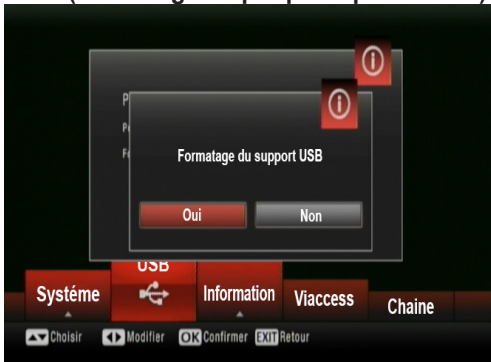 Formatage du support USB
Oui Non
USB
Systéme Information Viaccess Chaine
Choisir Modifier OK Confirmer EXIT Retour